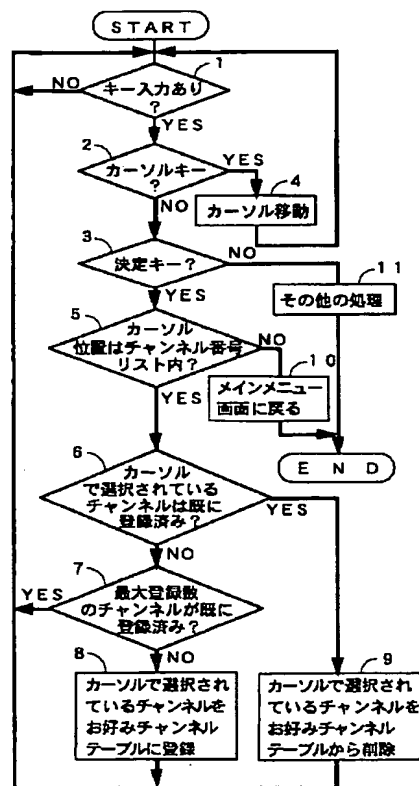 START
1
キー入力あり
?
NO
YES
2
カーソルキー
?
YES
4
カーソル移動
NO
3
決定キー?
NO
11
その他の処理
YES
5
カーソル
位置はチャンネル番号
リスト内?
NO
10
メインメニュー
画面に戻る
YES
END
6
カーソル
で選択されている
チャンネルは既に
登録済み?
YES
NO
7
最大登録数
のチャンネルが既に
登録済み?
YES
NO
8
カーソルで選択され
ているチャンネルを
お好みチャンネル
テーブルに登録
9
カーソルで選択され
ているチャンネルを
お好みチャンネル
テーブルから削除